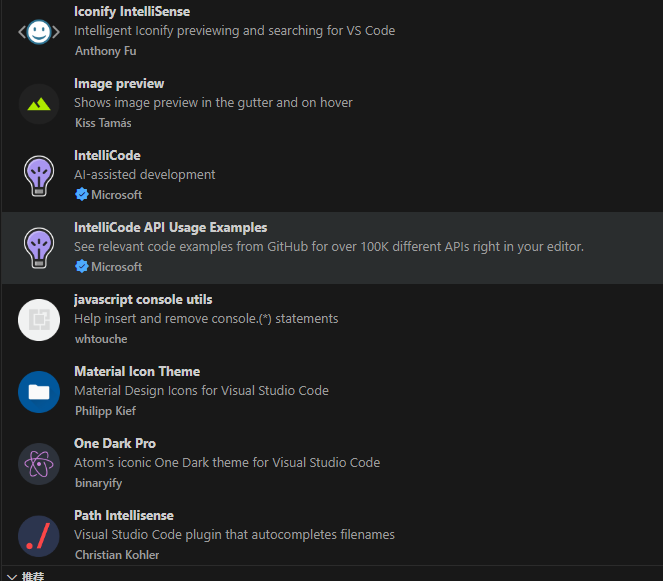 Iconify IntelliSense
Intelligent Iconify previewing and searching for VS Code
Anthony Fu
Image preview
Shows image preview in the gutter and on hover
Kiss Tamás
IntelliCode
AI-assisted development
Microsoft
IntelliCode API Usage Examples
See relevant code examples from GitHub for over 100K different APIs right in your editor.
Microsoft
javascript console utils
Help insert and remove console.(*) statements
whtouche
Material Icon Theme
Material Design Icons for Visual Studio Code
Philipp Kief
One Dark Pro
Atom's iconic One Dark theme for Visual Studio Code
binaryify
Path Intellisense
Visual Studio Code plugin that autocompletes filenames
Christian Kohler
推荐